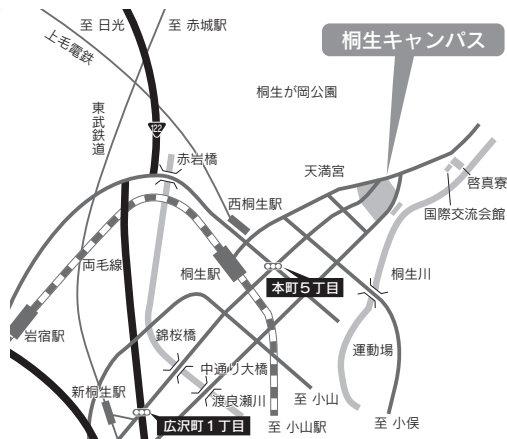 至 日光
至 赤城駅
上毛電鉄
桐生キャンパス
桐生が岡公園
東武鉄道
122
赤岩橋
天満宮
啓真寮
西桐生駅
国際交流会館
両毛線
桐生駅
桐生川
本町5丁目
岩宿駅
錦桜橋
運動場
中通り大橋
新桐生駅
渡良瀬川
至 小山
広沢町1丁目
至 小山駅
至 小俣